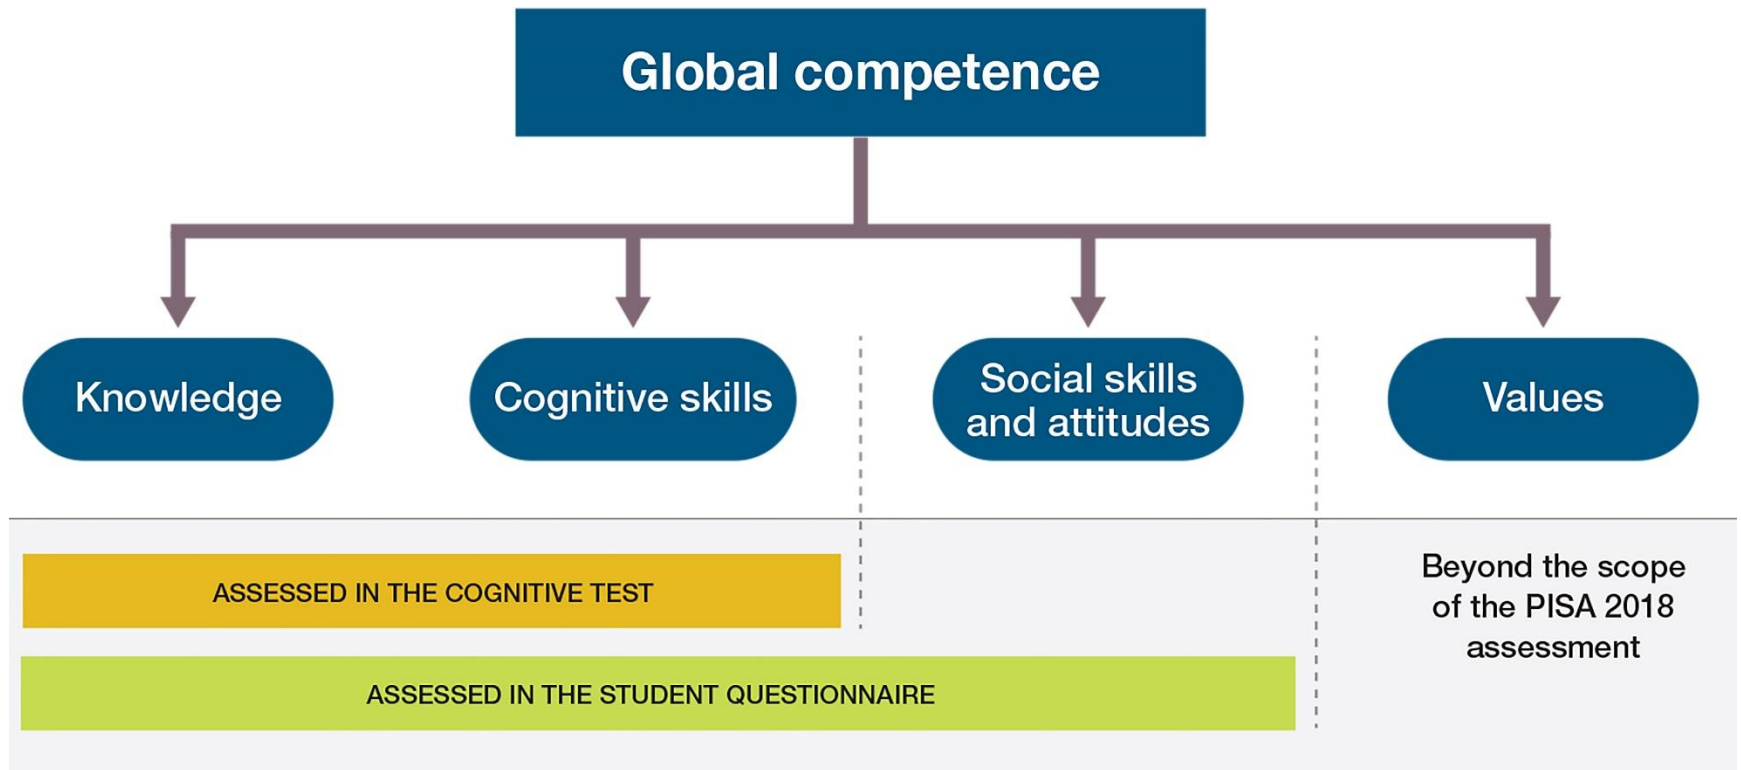 Global competence
Knowledge
Cognitive skills
Social skills
and attitudes
Values
ASSESSED IN THE COGNITIVE TEST
ASSESSED IN THE STUDENT QUESTIONNAIRE
Beyond the scope
of the PISA 2018
assessment